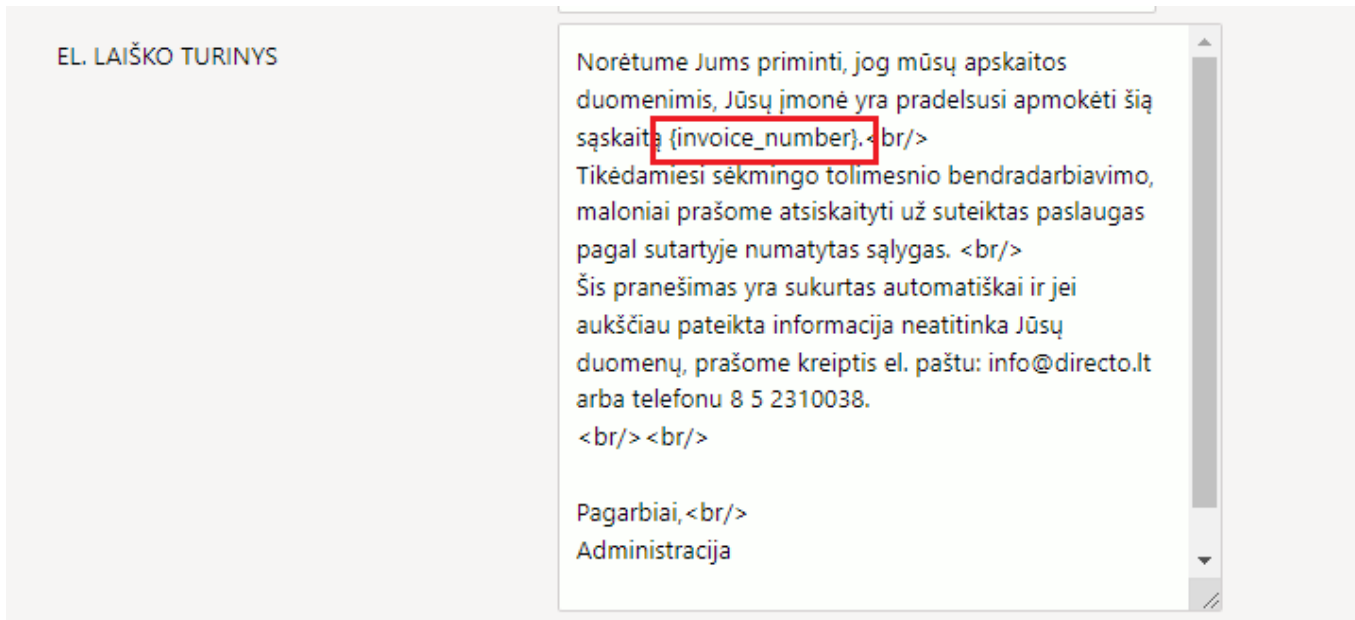 EL. LAIŠKO TURINYS
Norėtume Jums priminti, jog mūsų apskaitos
duomenimis, Jūsų įmonė yra pradelsusi apmokėti šią
sąskaitą {invoice_number}.<br/>
Tikėdamiesi sėkmingo tolimesnio bendradarbiavimo,
maloniai prašome atsiskaityti už suteiktas paslaugas
pagal sutartyje numatytas sąlygas. <br/>
Šis pranešimas yra sukurtas automatiškai ir jei
aukščiau pateikta informacija neatitinka Jūsų
duomenų, prašome kreiptis el. paštu: info@directo.lt
arba telefonu 8 5 2310038.
<br/><br/>
Pagarbiai,<br/>
Administracija